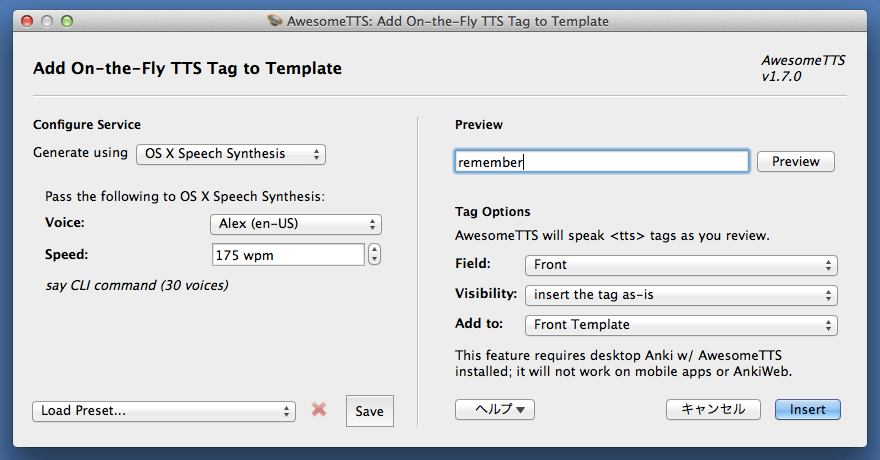 AwesomeTTS: Add On-the-Fly TTS Tag to Template
Add On-the-Fly TTS Tag to Template
AwesomeTTS
v1.7.0
Configure Service
Generate using OS X Speech Synthesis
Pass the following to OS X Speech Synthesis:
Voice: Alex (en-US)
Speed: 175 wpm
say CLI command (30 voices)
Load Preset... Save
Preview
remember Preview
Tag Options
AwesomeTTS will speak <tts> tags as you review.
Field: Front
Visibility: insert the tag as-is
Add to: Front Template
This feature requires desktop Anki w/ AwesomeTTS
installed; it will not work on mobile apps or AnkiWeb.
ヘルプ キャンセル Insert